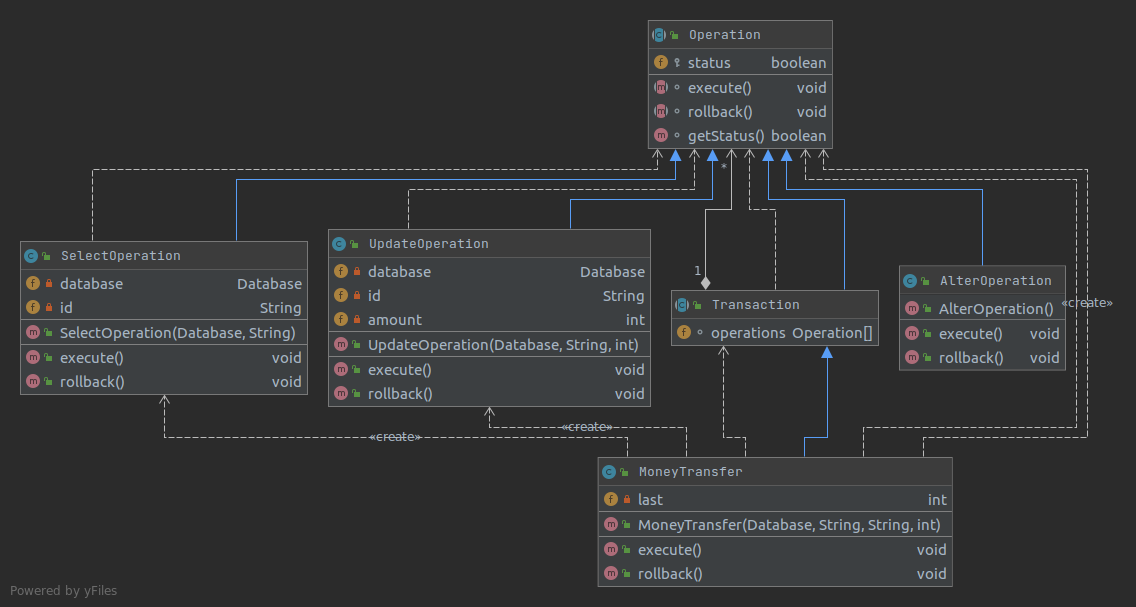 Operation
status boolean
execute() void
rollback() void
getStatus() boolean
*
SelectOperation
database Database
id String
SelectOperation(Database, String)
execute() void
rollback() void
UpdateOperation
database Database
id String
amount int
UpdateOperation(Database, String, int)
execute() void
rollback() void
1
Transaction
operations Operation[]
AlterOperation
AlterOperation()
execute() void
rollback() void
«create»
«create»
«create»
MoneyTransfer
last int
MoneyTransfer(Database, String, String, int)
execute() void
rollback() void
Powered by yFiles